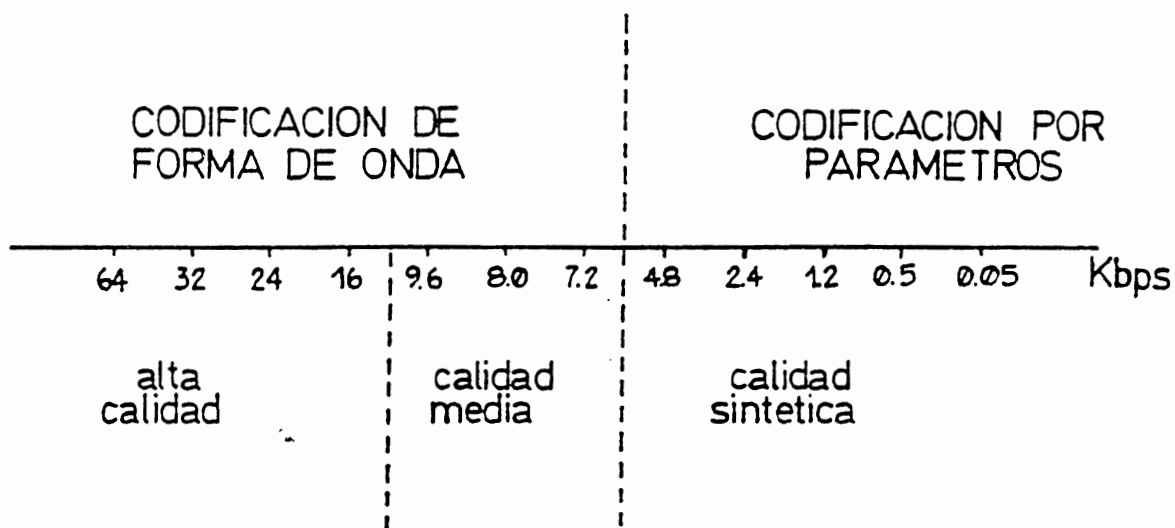 CODIFICACION DE
FORMA DE ONDA
CODIFICACION POR
PARAMETROS
64 32 24 16 9.6 8.0 7.2 4.8 2.4 1.2 0.5 0.05 Kbps
alta
calidad
calidad
media
calidad
sintetica